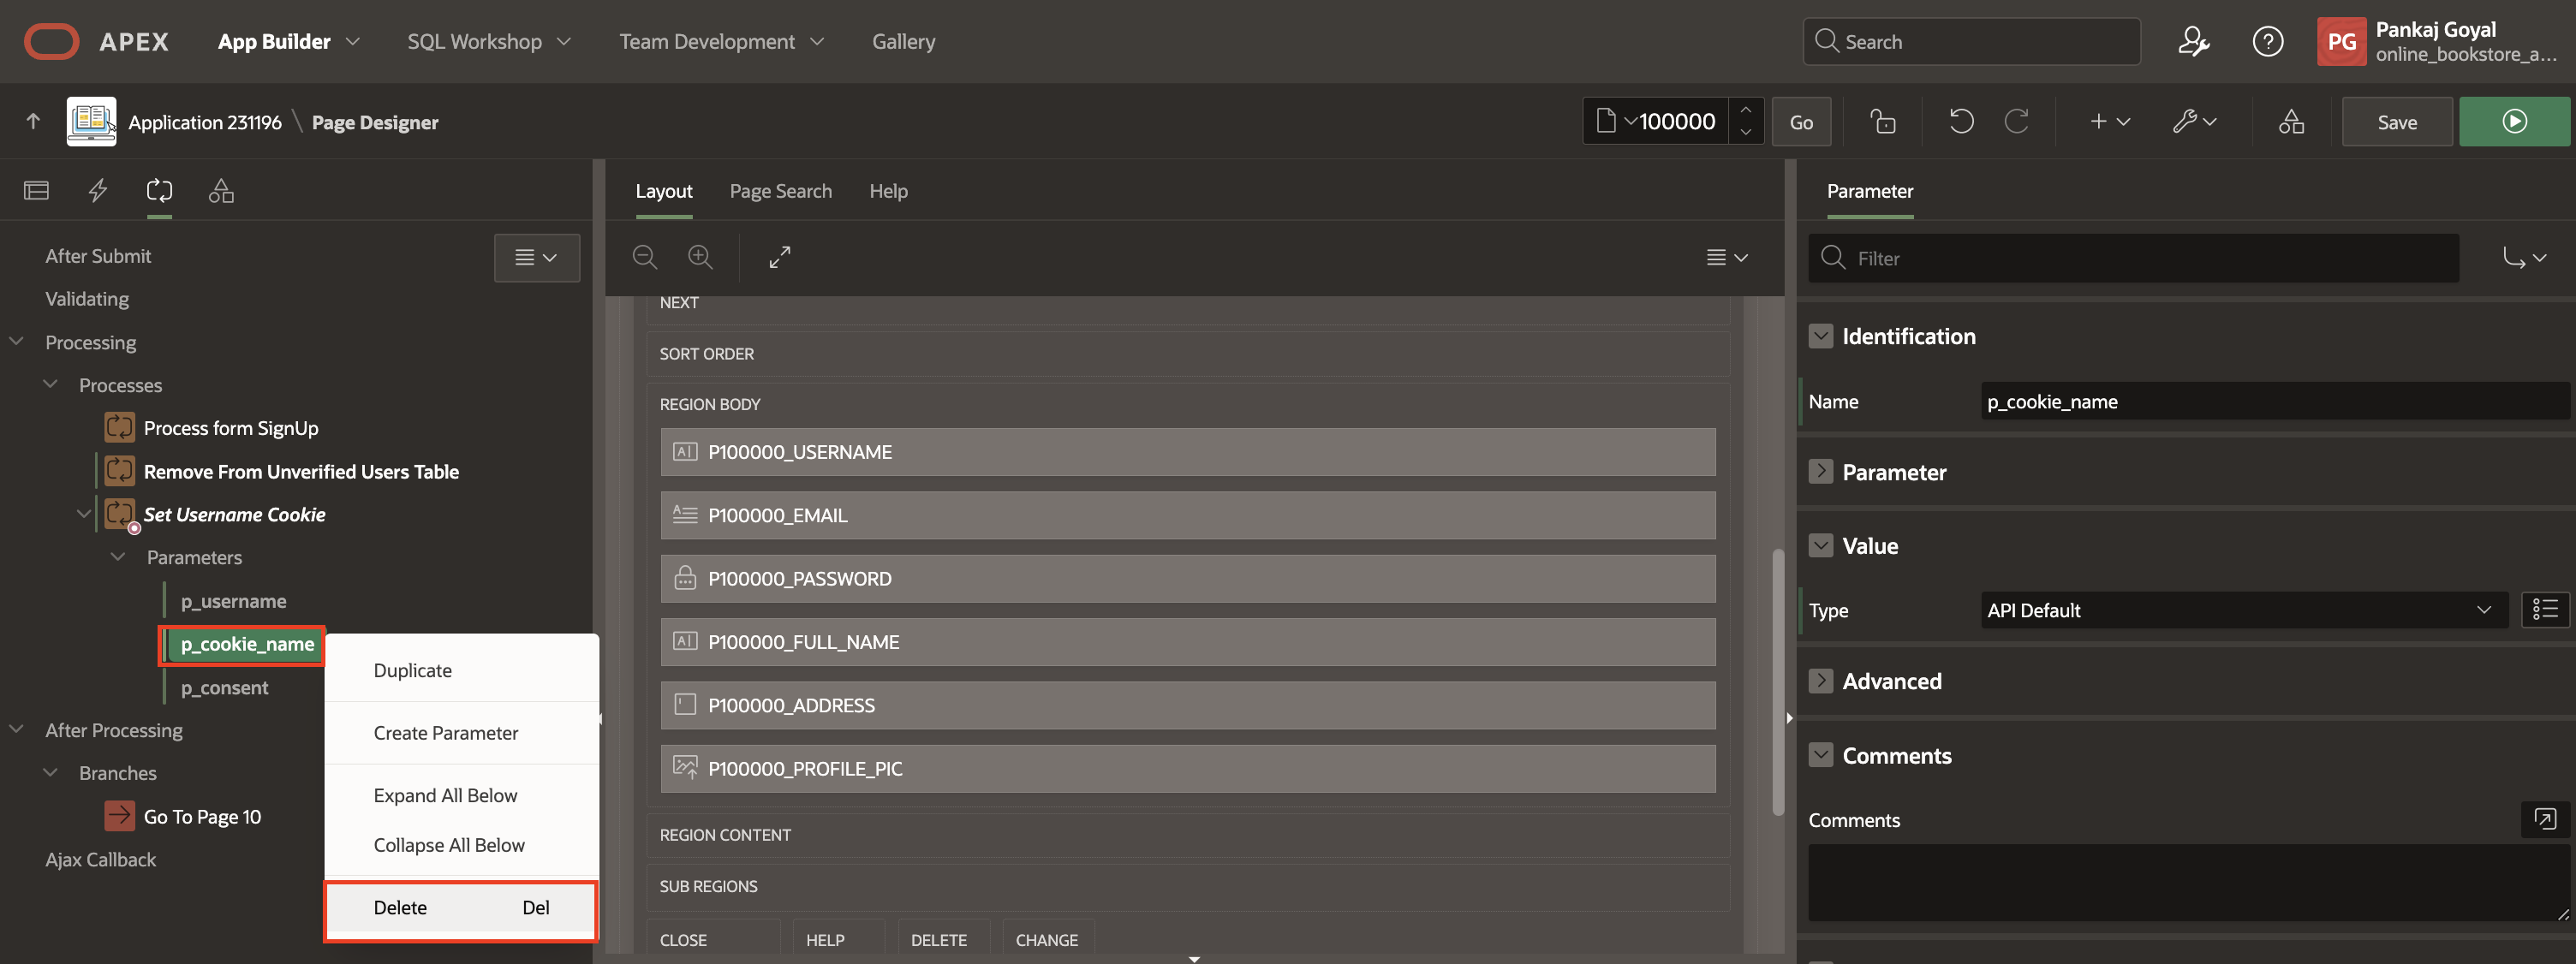 APEX
App Builder
SQL Workshop
Team Development
Gallery
Search
PG
Pankaj Goyal
online_bookstore_a...
Application 231196 \ Page Designer
100000
Go
Save
After Submit
Validating
Processing
Processes
Process form SignUp
Remove From Unverified Users Table
Set Username Cookie
Parameters
p_username
p_cookie_name
p_consent
After Processing
Branches
Go To Page 10
Ajax Callback
Duplicate
Create Parameter
Expand All Below
Collapse All Below
Delete Del
Layout
Page Search
Help
NEXT
SORT ORDER
REGION BODY
P100000_USERNAME
P100000_EMAIL
P100000_PASSWORD
P100000_FULL_NAME
P100000_ADDRESS
P100000_PROFILE_PIC
REGION CONTENT
SUB REGIONS
CLOSE
HELP
DELETE
CHANGE
Parameter
Filter
Identification
Name
p_cookie_name
Parameter
Value
Type
API Default
Advanced
Comments
Comments